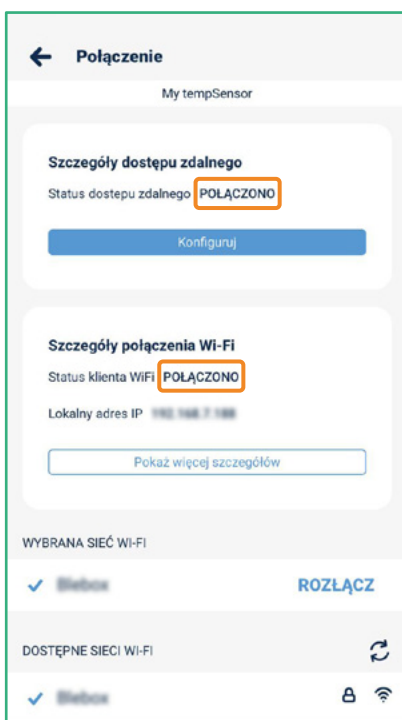 Połączenie
My tempSensor
Szczegóły dostępu zdalnego
Status dostepu zdalnego POŁĄCZONO
Konfiguruj
Szczegóły połączenia Wi-Fi
Status klienta WiFi POŁĄCZONO
Lokalny adres IP
Pokaż więcej szczegółów
WYBRANA SIEĆ WI-FI
ROZŁĄCZ
DOSTĘPNE SIECI WI-FI